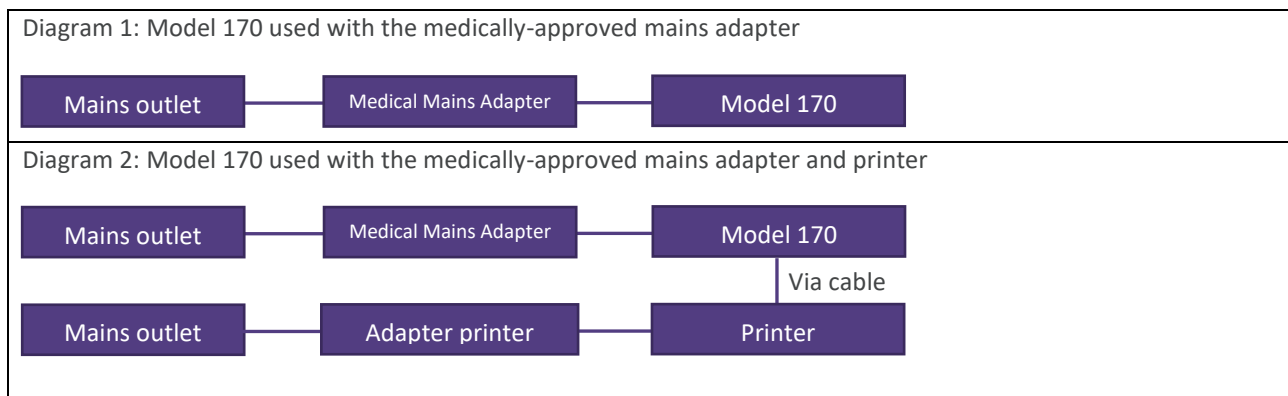 Diagram 1: Model 170 used with the medically-approved mains adapter
Mains outlet Medical Mains Adapter Model 170
Diagram 2: Model 170 used with the medically-approved mains adapter and printer
Mains outlet Medical Mains Adapter Model 170
Via cable
Mains outlet Adapter printer Printer